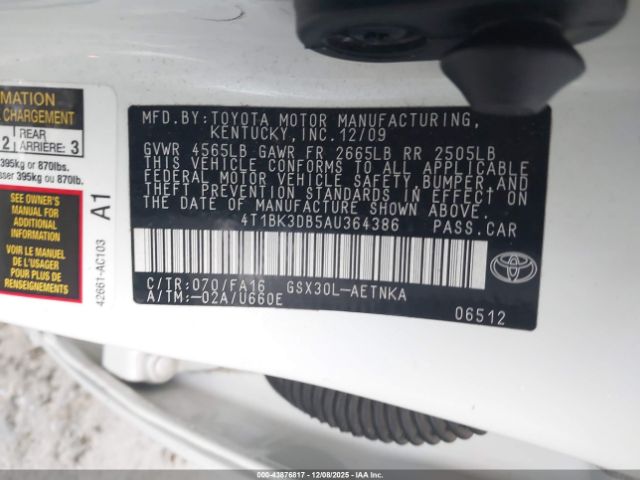 MATION
CHARGEMENT
2 REAR ARRIÈRE: 3
395kg or 870lbs.
sser 395kg ou 870lb.
SEE OWNER'S
MANUAL FOR
ADDITIONAL
INFORMATION
VOIR LE MANUEL
DE L'USAGER
POUR PLUS DE
RENSEIGNEMENTS
42661-AC103
A1
MFD.BY:TOYOTA MOTOR MANUFACTURING,
KENTUCKY,INC.12/09
GVWR 4565LB GAWR FR 2665LB RR 2505LB
THIS VEHICLE CONFORMS TO ALL APPLICABLE
FEDERAL MOTOR VEHICLE SAFETY,BUMPER,AND
THEFT PREVENTION STANDARDS IN EFFECT ON
THE DATE OF MANUFACTURE SHOWN ABOVE.
4T1BK3DB5AU364386 PASS.CAR
C/TR:070/FA16 GSX30L-AETNKA
A/TM:-02A/U660E
06512
TOYOTA
© - 43876817 - 12/08/2025 - IAAI